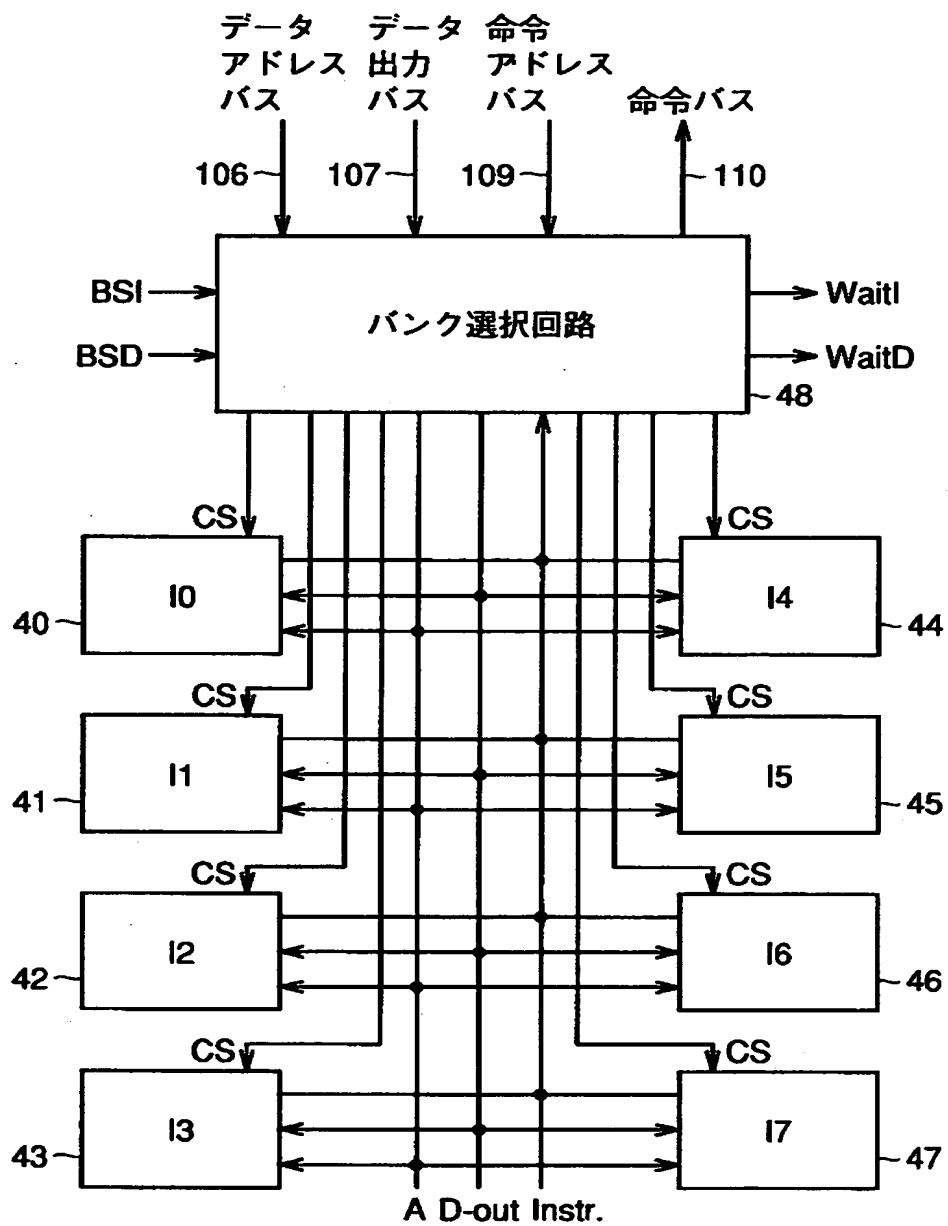 データ
アドレス
バス
データ
出力
バス
命令
アドレス
バス
命令バス
106
107
109
110
BSI
BSD
バンク選択回路
WaitI
WaitD
48
CS
CS
I0
I4
40
44
CS
CS
I1
I5
41
45
CS
CS
I2
I6
42
46
CS
CS
I3
I7
43
47
A D-out Instr.